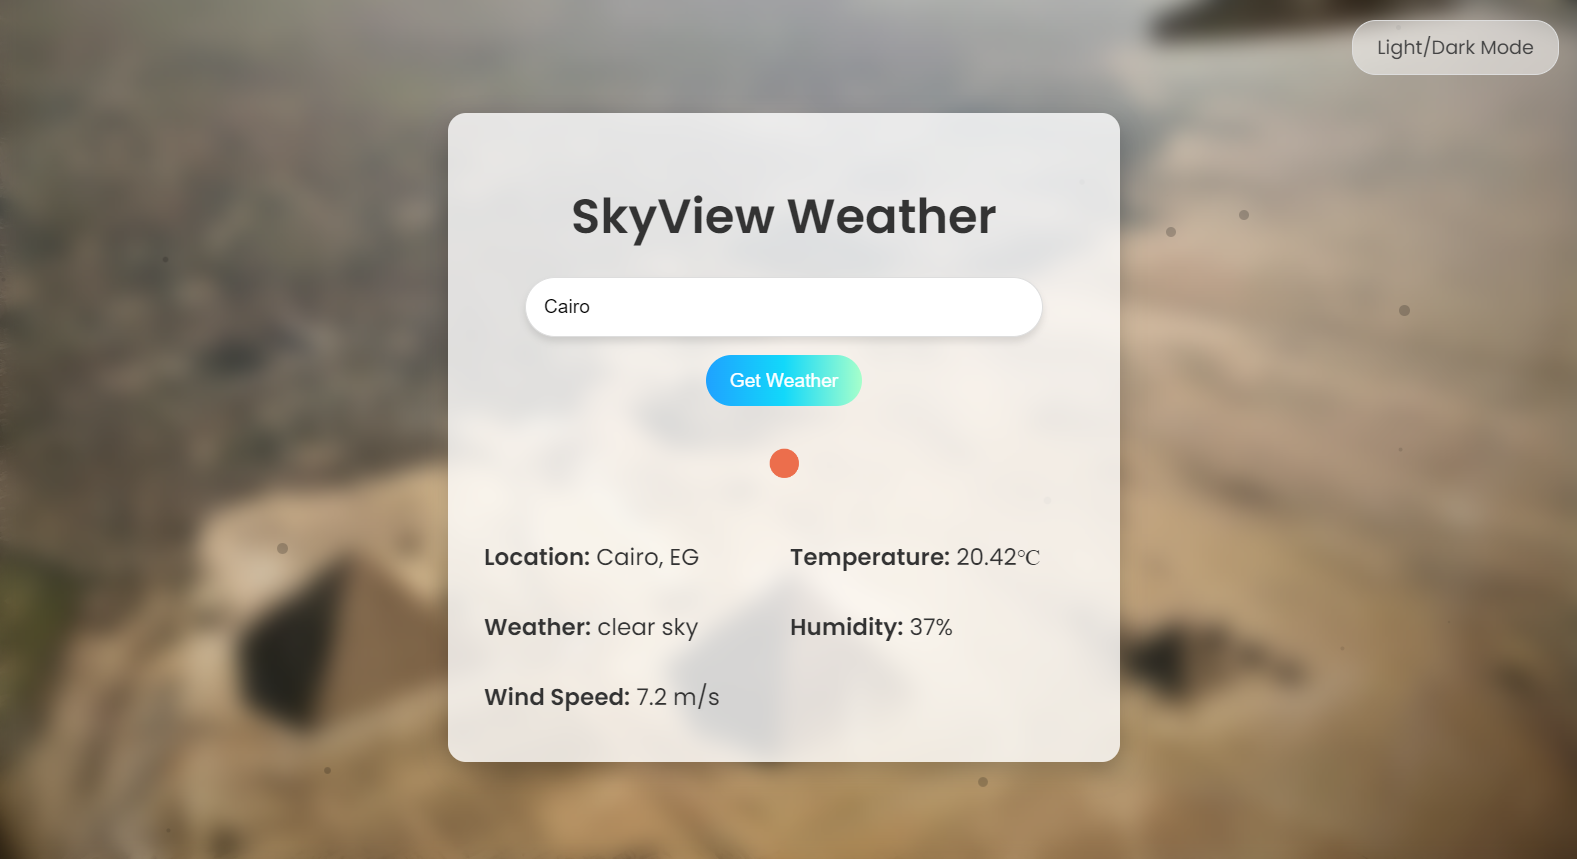 Light/Dark Mode
SkyView Weather
Cairo
Get Weather
Location: Cairo, EG
Temperature: 20.42℃
Weather: clear sky
Humidity: 37%
Wind Speed: 7.2 m/s